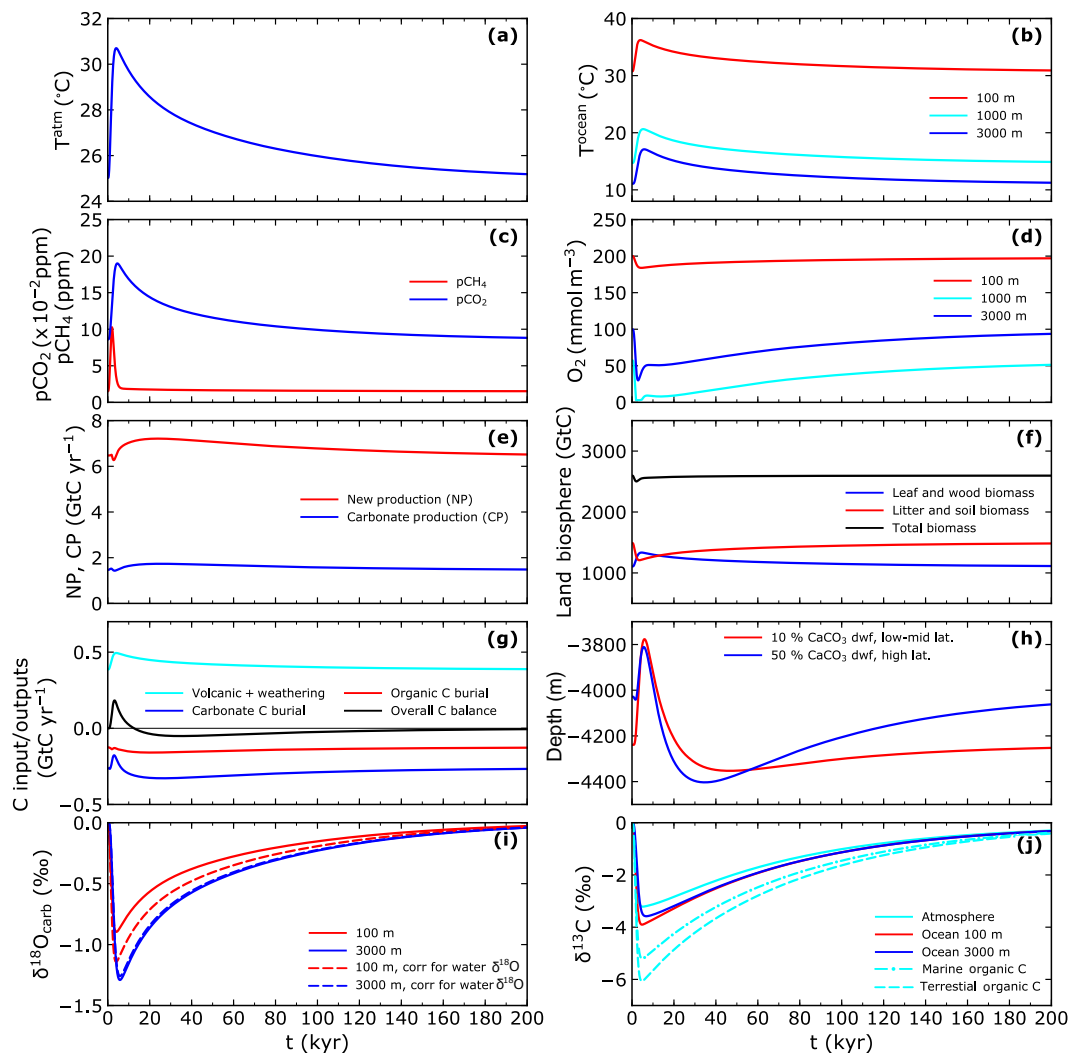 (a)
T^atm (°C)
32
30
28
26
24
(b)
T^ocean (°C)
40
30
20
10
100 m
1000 m
3000 m
(c)
pCO₂ (x 10⁻²ppm)
pCH₄ (ppm)
25
20
15
10
5
0
pCH₄
pCO₂
(d)
O₂ (mmolm⁻³)
250
200
150
100
50
0
100 m
1000 m
3000 m
(e)
NP, CP (GtC yr⁻¹)
8
6
4
2
0
New production (NP)
Carbonate production (CP)
(f)
Land biosphere (GtC)
3000
2000
1000
Leaf and wood biomass
Litter and soil biomass
Total biomass
(g)
C input/outputs
(GtC yr⁻¹)
0.5
0.0
−0.5
Volcanic + weathering
Carbonate C burial
Organic C burial
Overall C balance
(h)
Depth (m)
−3800
−4000
−4200
−4400
10 % CaCO₃ dwf, low-mid lat.
50 % CaCO₃ dwf, high lat.
(i)
δ¹⁸O_carb (‰)
0.0
−0.5
−1.0
−1.5
100 m
3000 m
100 m, corr for water δ¹⁸O
3000 m, corr for water δ¹⁸O
0 20 40 60 80 100 120 140 160 180 200
t (kyr)
(j)
δ¹³C (‰)
0
−2
−4
−6
Atmosphere
Ocean 100 m
Ocean 3000 m
Marine organic C
Terrestial organic C
0 20 40 60 80 100 120 140 160 180 200
t (kyr)